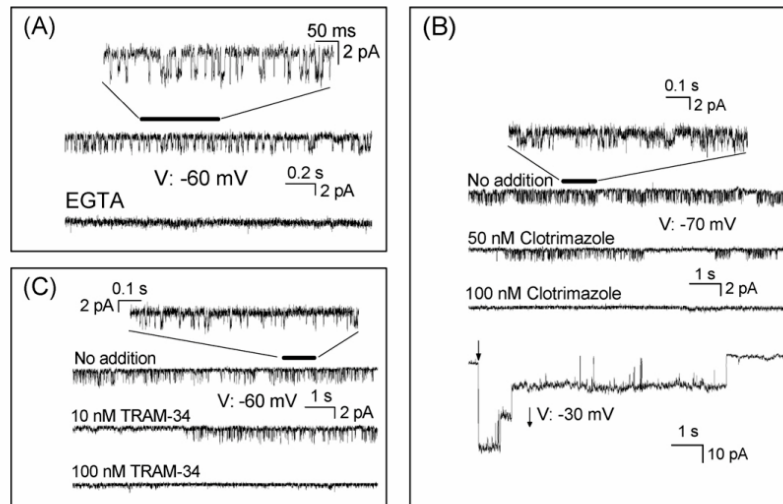 (A)
50 ms
2 pA
V: -60 mV
0.2 s
2 pA
EGTA
(B)
0.1 s
2 pA
No addition
V: -70 mV
50 nM Clotrimazole
1 s
2 pA
100 nM Clotrimazole
V: -30 mV
1 s
10 pA
(C)
0.1 s
2 pA
No addition
V: -60 mV
1 s
2 pA
10 nM TRAM-34
100 nM TRAM-34